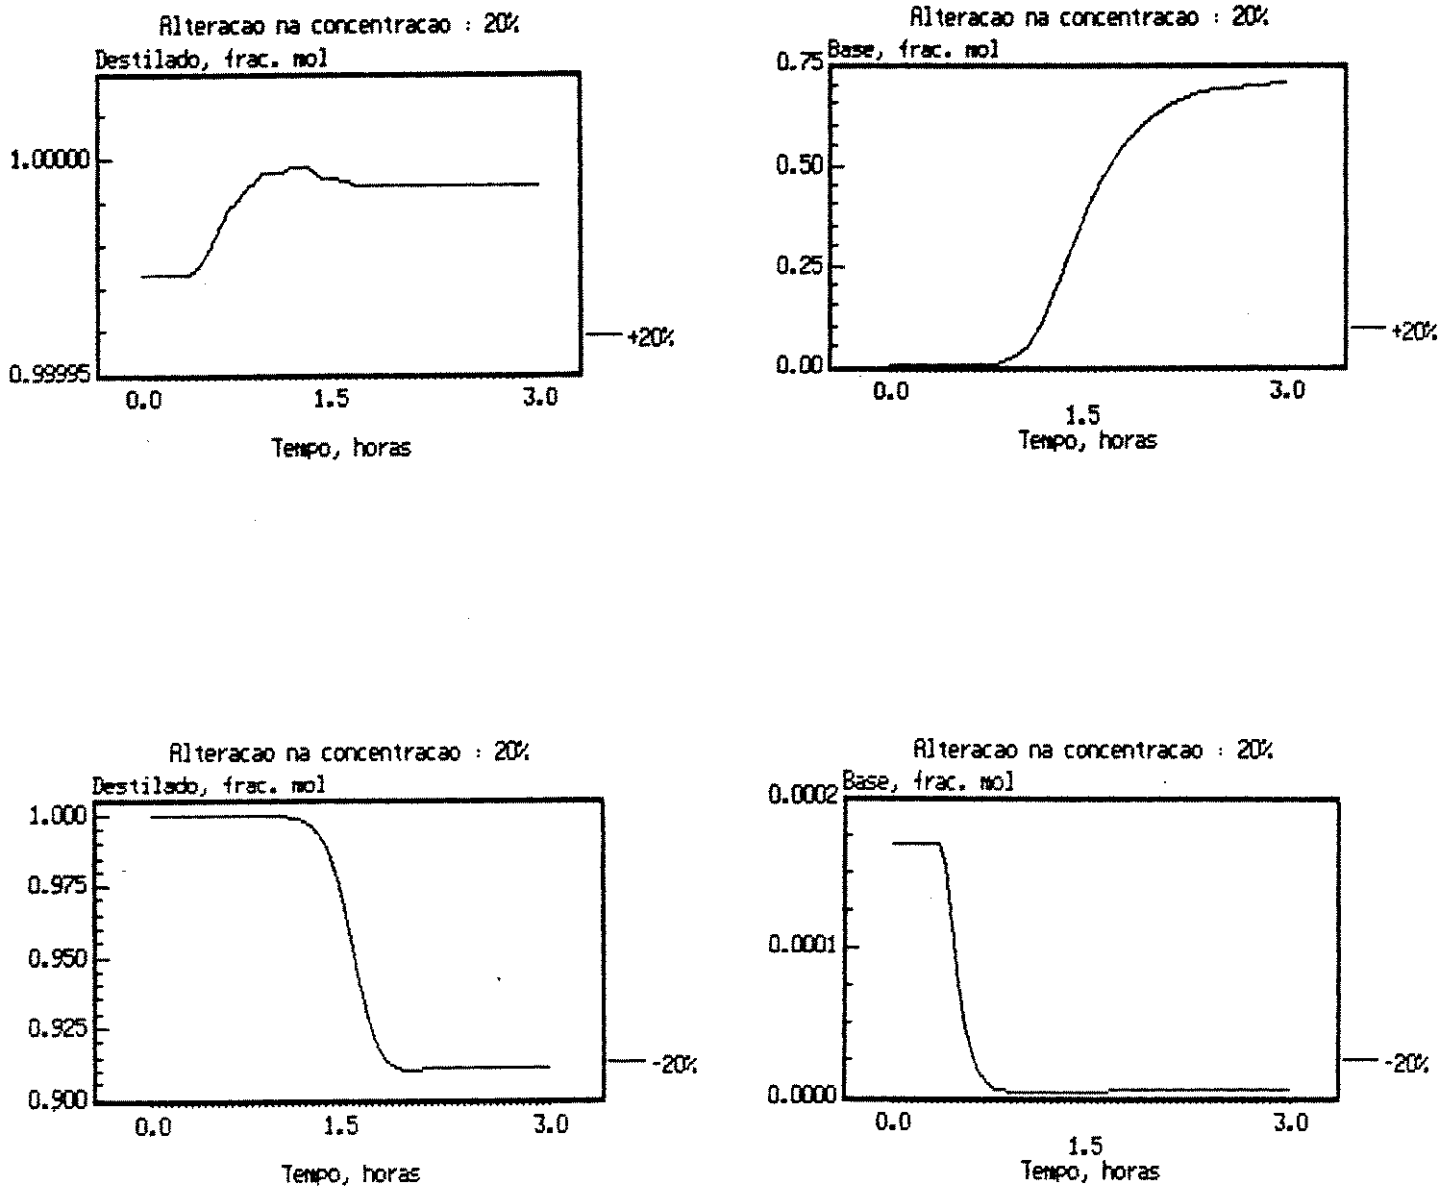 Alteracao na concentracao : 20%
Destilado, frac. mol
1.00000
0.99995
0.0
1.5
3.0
Tempo, horas
+20%
Alteracao na concentracao : 20%
Base, frac. mol
0.75
0.50
0.25
0.00
0.0
1.5
3.0
Tempo, horas
+20%
Alteracao na concentracao : 20%
Destilado, frac. mol
1.000
0.975
0.950
0.925
0.900
0.0
1.5
3.0
Tempo, horas
-20%
Alteracao na concentracao : 20%
Base, frac. mol
0.0002
0.0001
0.0000
0.0
1.5
3.0
Tempo, horas
-20%